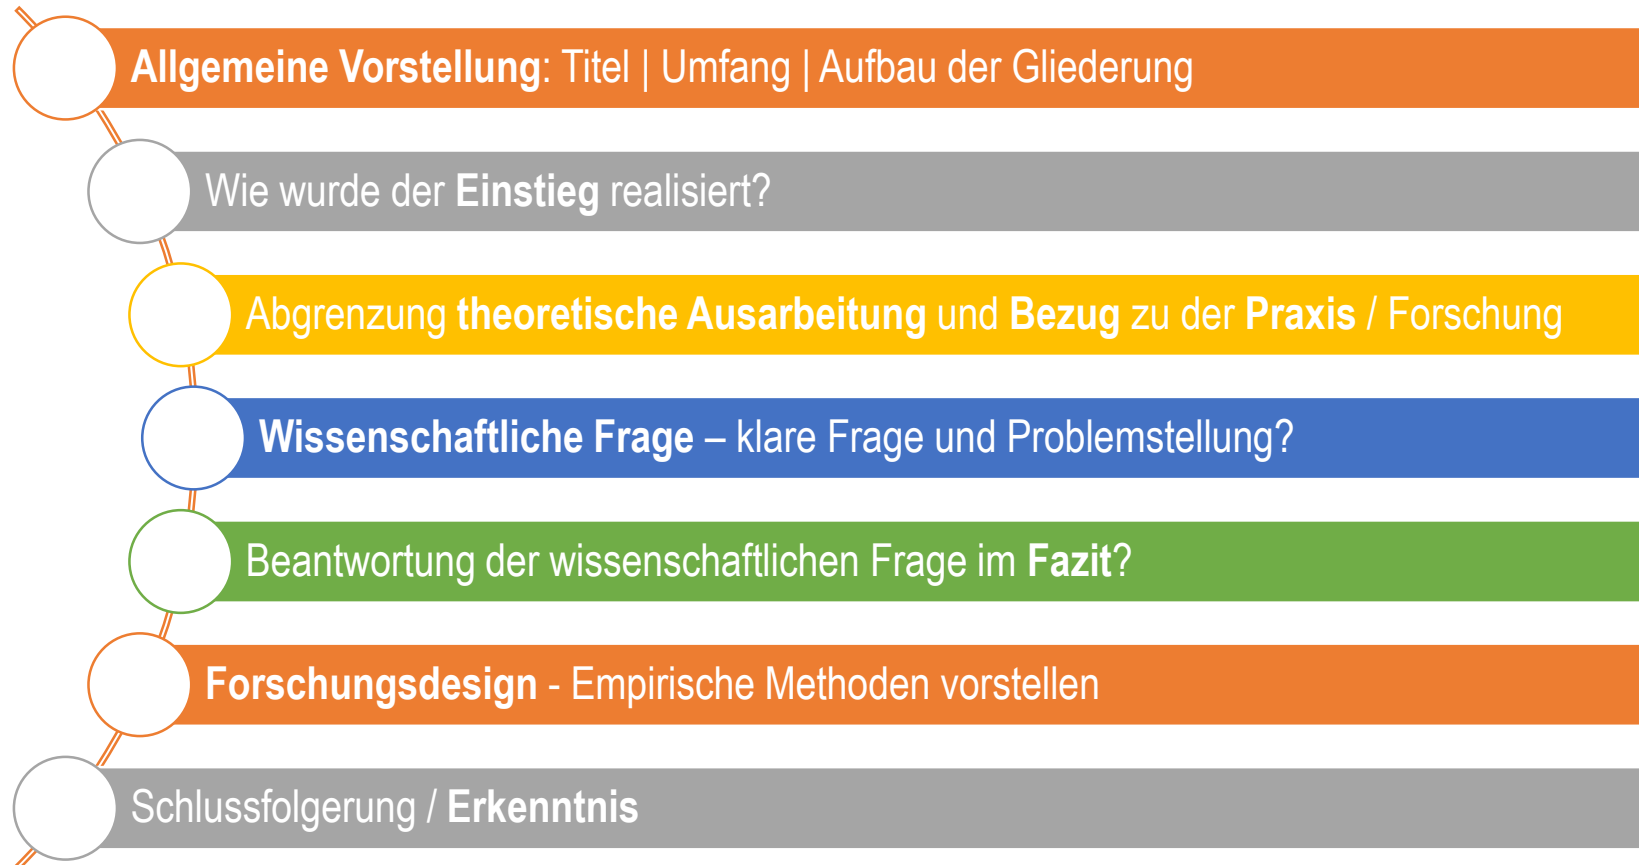 Allgemeine Vorstellung: Titel | Umfang | Aufbau der Gliederung
Wie wurde der Einstieg realisiert?
Abgrenzung theoretische Ausarbeitung und Bezug zu der Praxis / Forschung
Wissenschaftliche Frage – klare Frage und Problemstellung?
Beantwortung der wissenschaftlichen Frage im Fazit?
Forschungsdesign - Empirische Methoden vorstellen
Schlussfolgerung / Erkenntnis